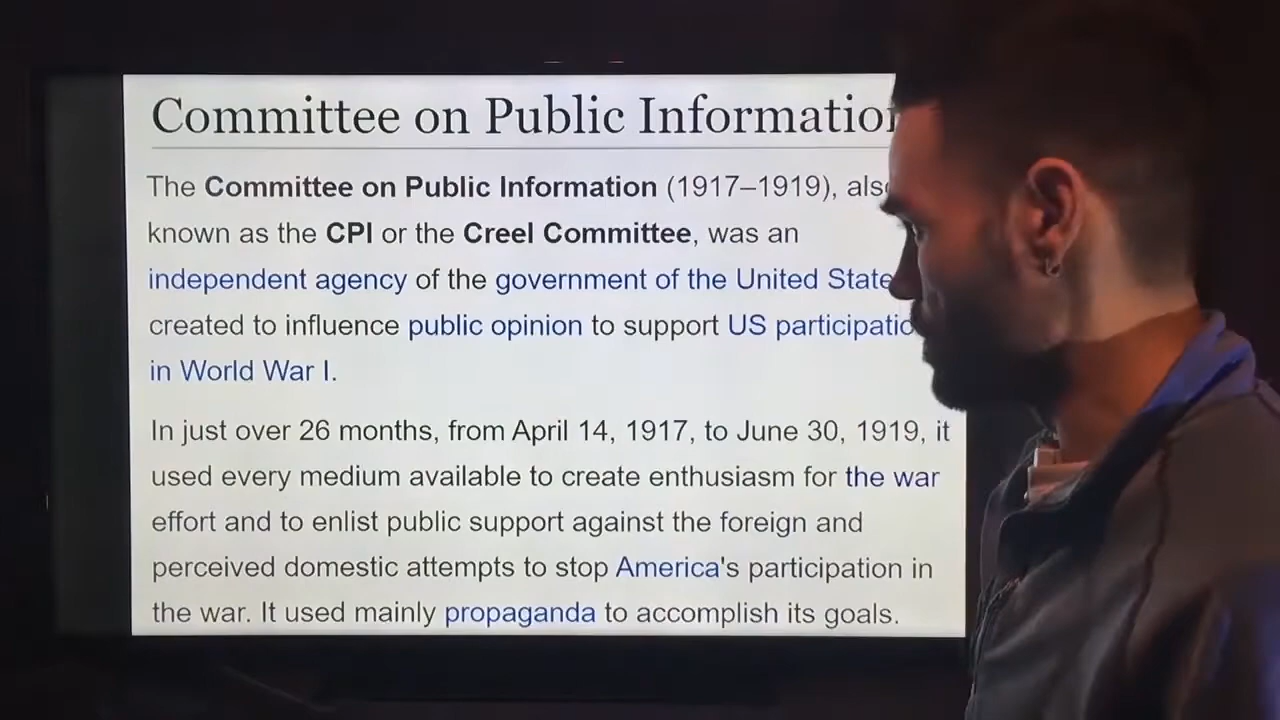 Committee on Public Information
The Committee on Public Information (1917–1919), also
known as the CPI or the Creel Committee, was an
independent agency of the government of the United State
created to influence public opinion to support US participatio
in World War I.
In just over 26 months, from April 14, 1917, to June 30, 1919, it
used every medium available to create enthusiasm for the war
effort and to enlist public support against the foreign and
perceived domestic attempts to stop America's participation in
the war. It used mainly propaganda to accomplish its goals.